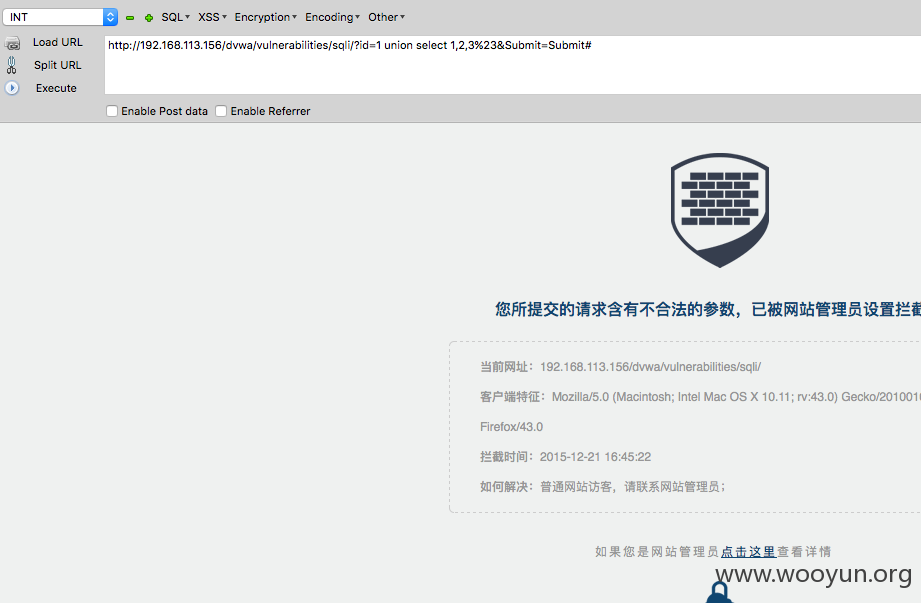 INT SQL XSS Encryption Encoding Other
Load URL
Split URL
Execute
http://192.168.113.156/dvwa/vulnerabilities/sqli/?id=1 union select 1,2,3%23&Submit=Submit#
Enable Post data Enable Referrer
您所提交的请求含有不合法的参数，已被网站管理员设置拦截
当前网址：192.168.113.156/dvwa/vulnerabilities/sqli/
客户端特征：Mozilla/5.0 (Macintosh; Intel Mac OS X 10.11; rv:43.0) Gecko/2010010
Firefox/43.0
拦截时间：2015-12-21 16:45:22
如何解决：普通网站访客，请联系网站管理员；
如果您是网站管理员点击这里查看详情
www.wooyun.org